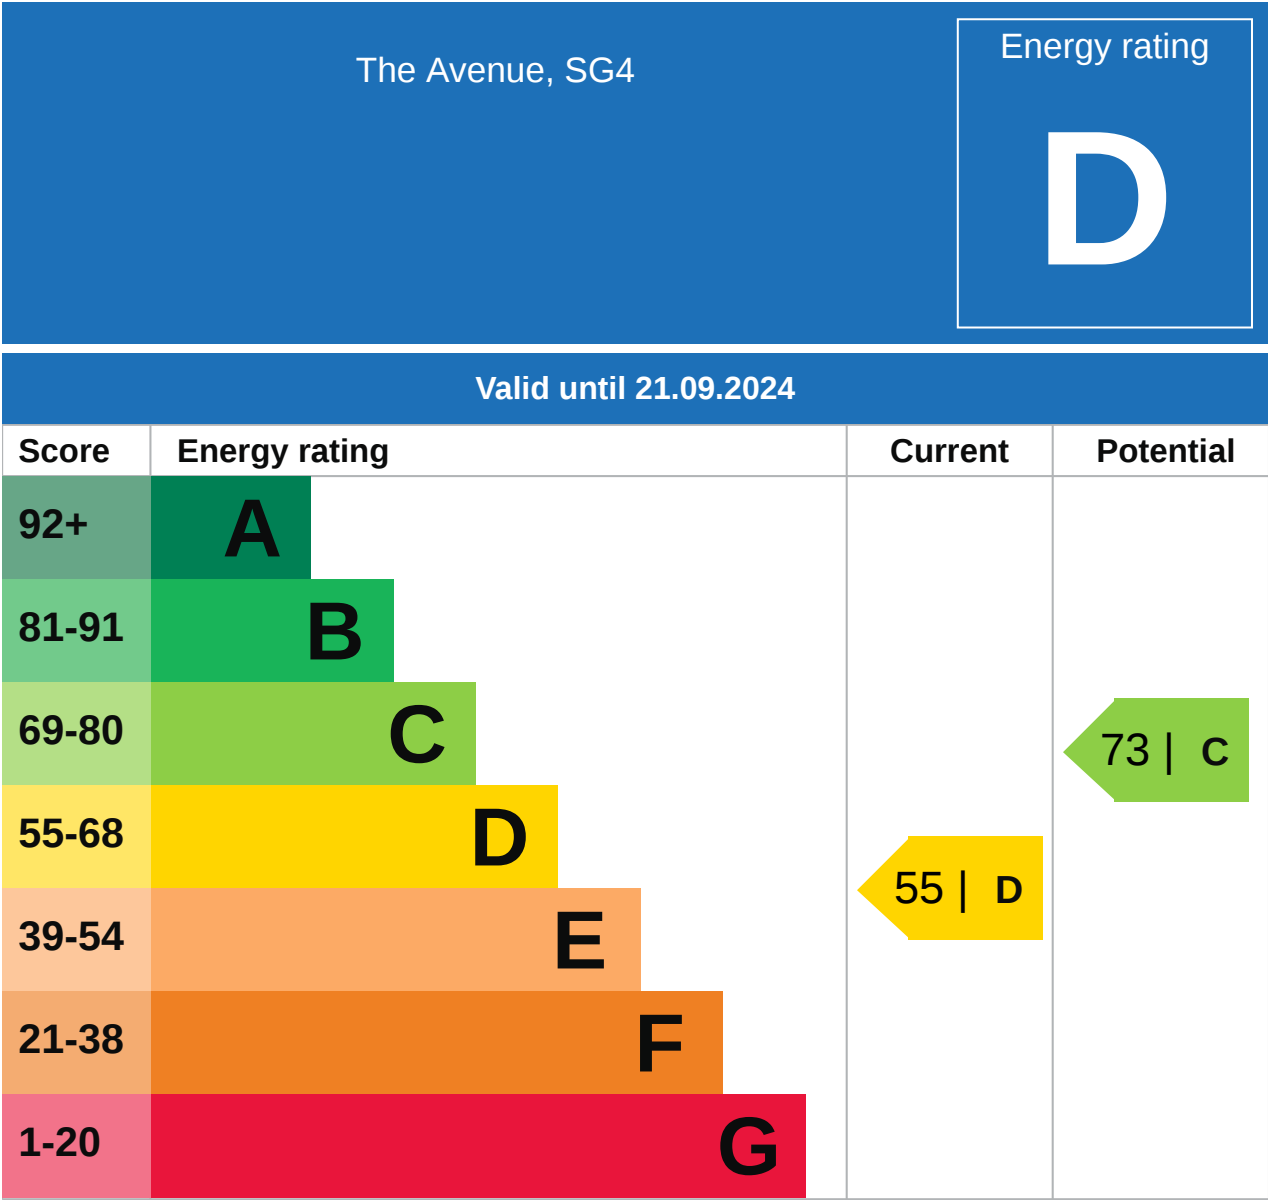 The Avenue, SG4
Energy rating
D
Valid until 21.09.2024
Score Energy rating Current Potential
92+ A
81-91 B
69-80 C
73 | C
55-68 D
55 | D
39-54 E
21-38 F
1-20 G